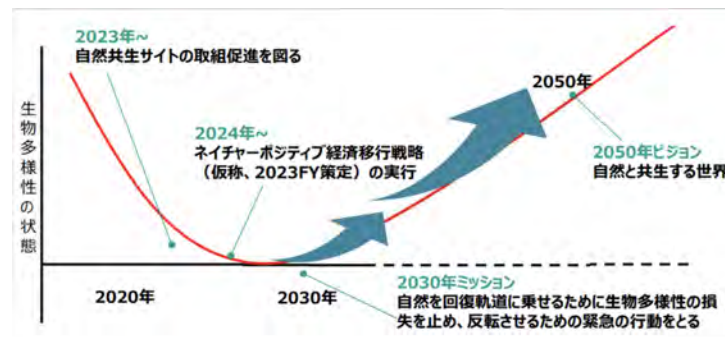 2023年~
自然共生サイトの取組促進を図る
2050年
2024年~
ネイチャーポジティブ経済移行戦略
（仮称、2023FY策定）の実行
2050年ビジョン
自然と共生する世界
生物多様性の状態
2020年
2030年
2030年ミッション
自然を回復軌道に乗せるために生物多様性の損
失を止め、反転させるための緊急の行動をとる